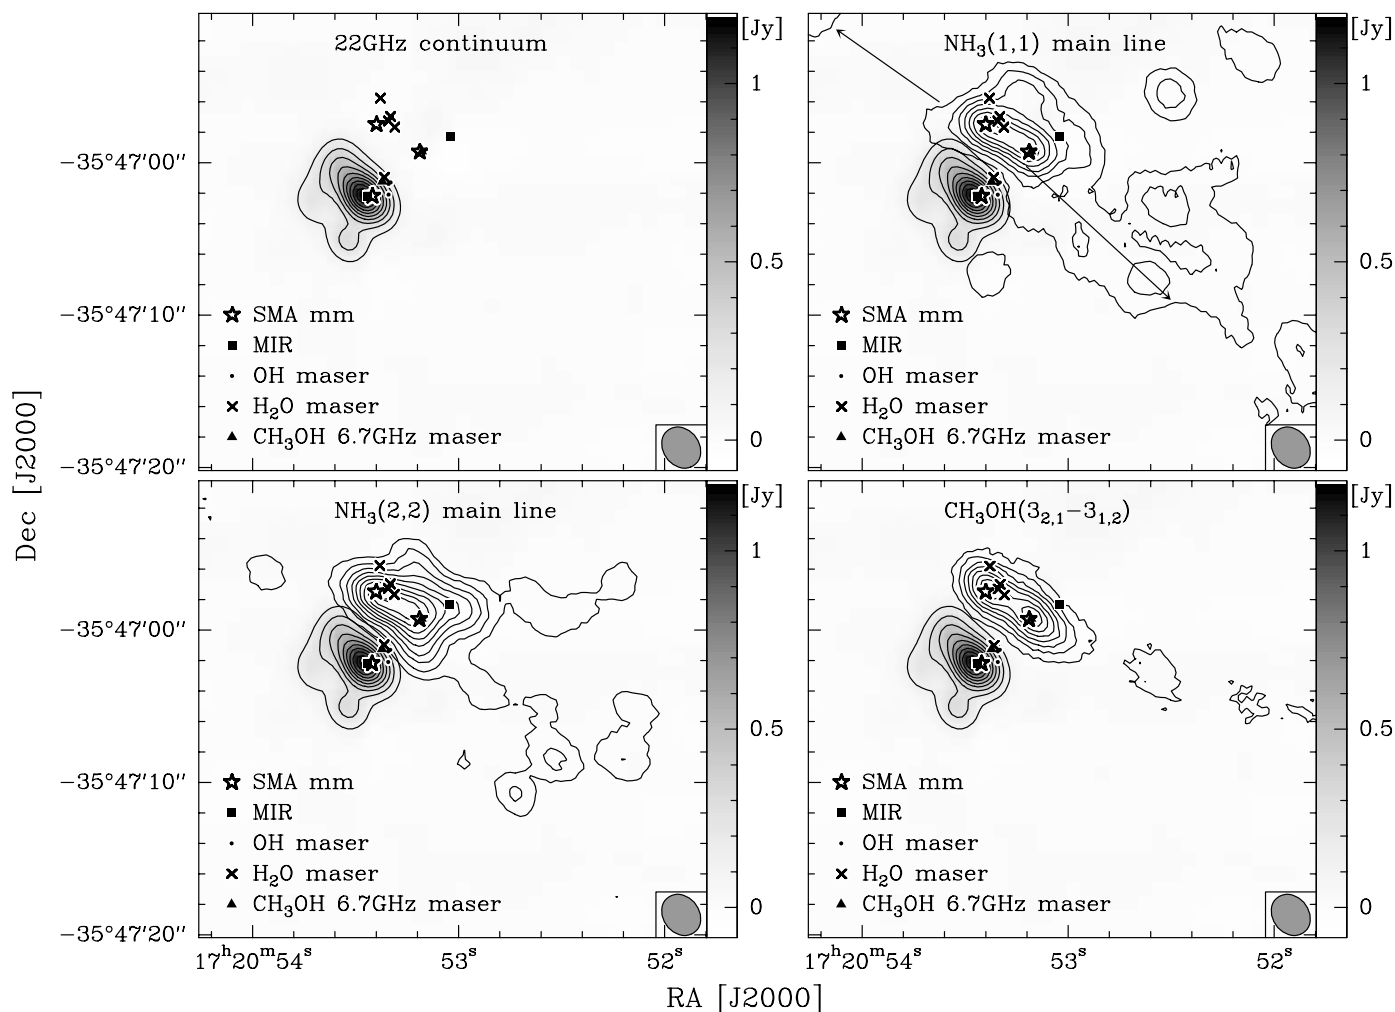 22GHz continuum
[Jy]
1
0.5
0
−35°47′00″
−35°47′10″
−35°47′20″
SMA mm
MIR
OH maser
H₂O maser
CH₃OH 6.7GHz maser
NH₃(1,1) main line
[Jy]
1
0.5
0
SMA mm
MIR
OH maser
H₂O maser
CH₃OH 6.7GHz maser
Dec [J2000]
NH₃(2,2) main line
[Jy]
1
0.5
0
−35°47′00″
−35°47′10″
−35°47′20″
SMA mm
MIR
OH maser
H₂O maser
CH₃OH 6.7GHz maser
17ʰ20ᵐ54ˢ
53ˢ
52ˢ
CH₃OH(3₂,₁−3₁,₂)
[Jy]
1
0.5
0
SMA mm
MIR
OH maser
H₂O maser
CH₃OH 6.7GHz maser
17ʰ20ᵐ54ˢ
53ˢ
52ˢ
RA [J2000]